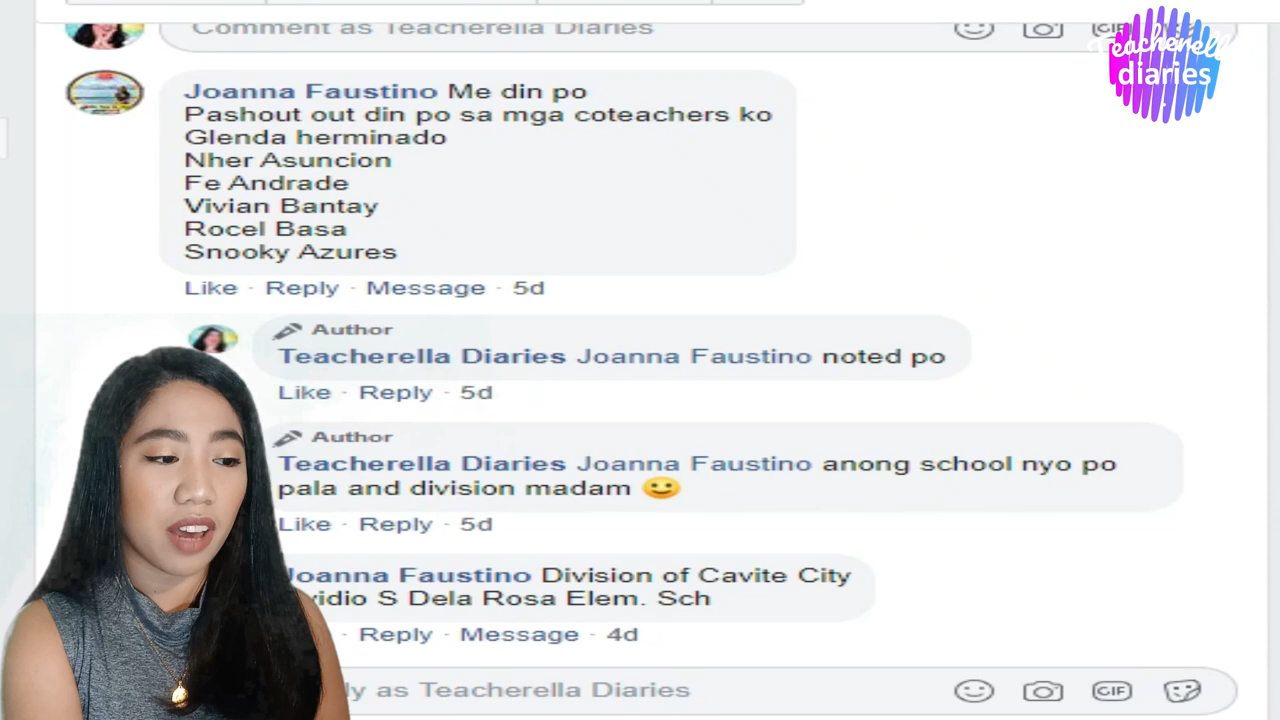 Comment as Teacherella Diaries
Teacherella
diaries
Joanna Faustino Me din po
Pashout out din po sa mga coteachers ko
Glenda herminado
Nher Asuncion
Fe Andrade
Vivian Bantay
Rocel Basa
Snooky Azures
Like · Reply · Message · 5d
Author
Teacherella Diaries Joanna Faustino noted po
Like · Reply · 5d
Author
Teacherella Diaries Joanna Faustino anong school nyo po
pala and division madam 🙂
Like · Reply · 5d
Joanna Faustino Division of Cavite City
vidio S Dela Rosa Elem. Sch
· Reply · Message · 4d
ly as Teacherella Diaries
GIF